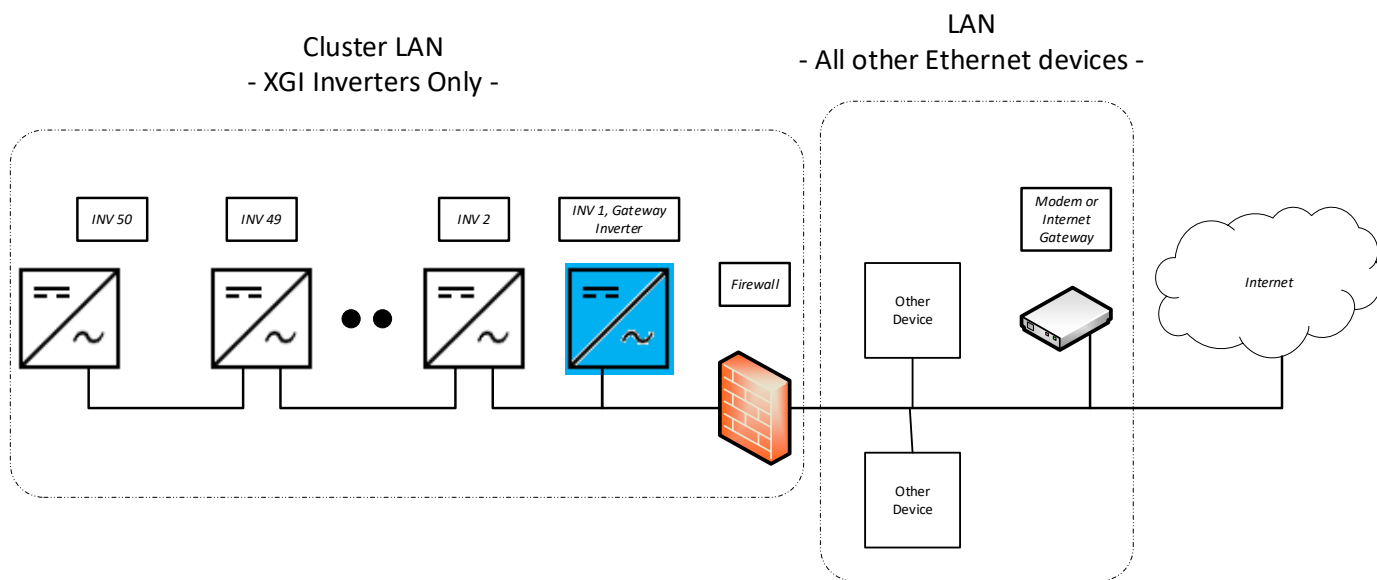 Cluster LAN
- XGI Inverters Only -
LAN
- All other Ethernet devices -
INV 50
INV 49
INV 2
INV 1, Gateway
Inverter
Firewall
Modem or
Internet
Gateway
Other
Device
Internet
Other
Device